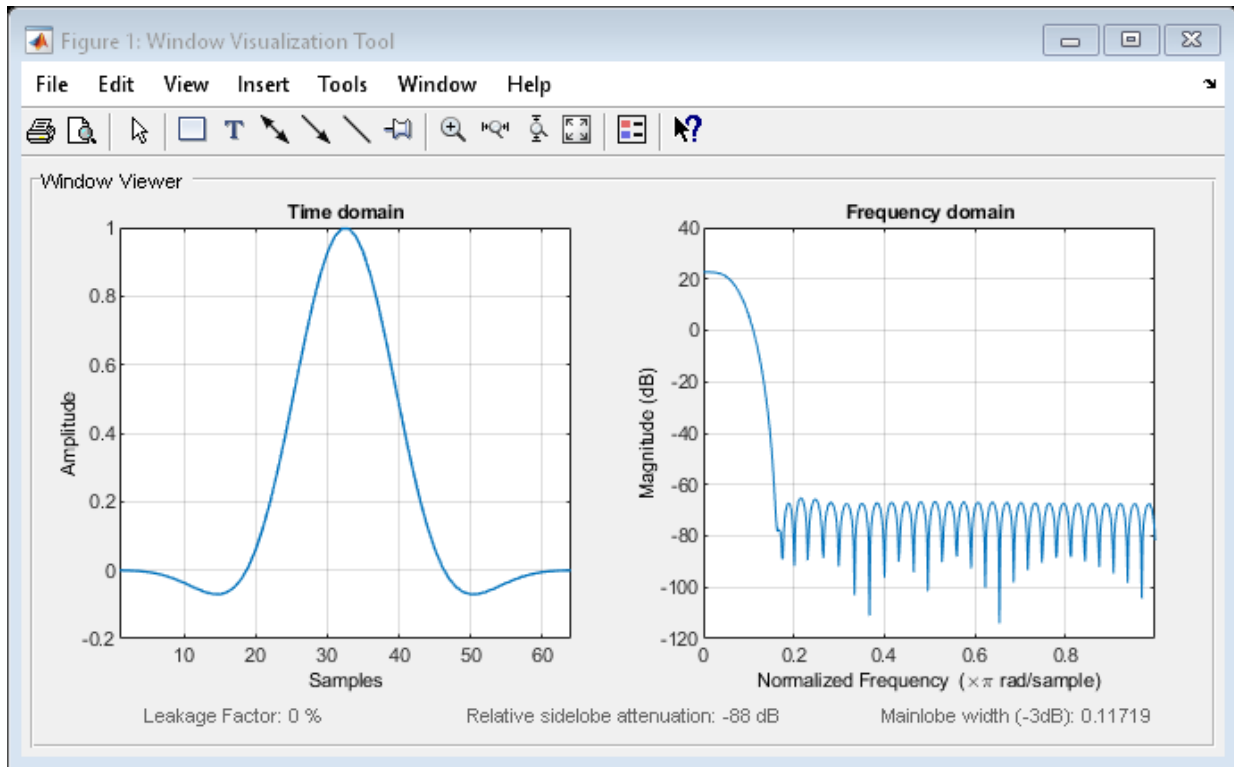 Figure 1: Window Visualization Tool
File Edit View Insert Tools Window Help
T
?
Window Viewer
Time domain
1
0.8
0.6
0.4
0.2
0
-0.2
Amplitude
10 20 30 40 50 60
Samples
Frequency domain
40
20
0
-20
-40
-60
-80
-100
-120
Magnitude (dB)
0 0.2 0.4 0.6 0.8
Normalized Frequency (×π rad/sample)
Leakage Factor: 0 % Relative sidelobe attenuation: -88 dB Mainlobe width (-3dB): 0.11719